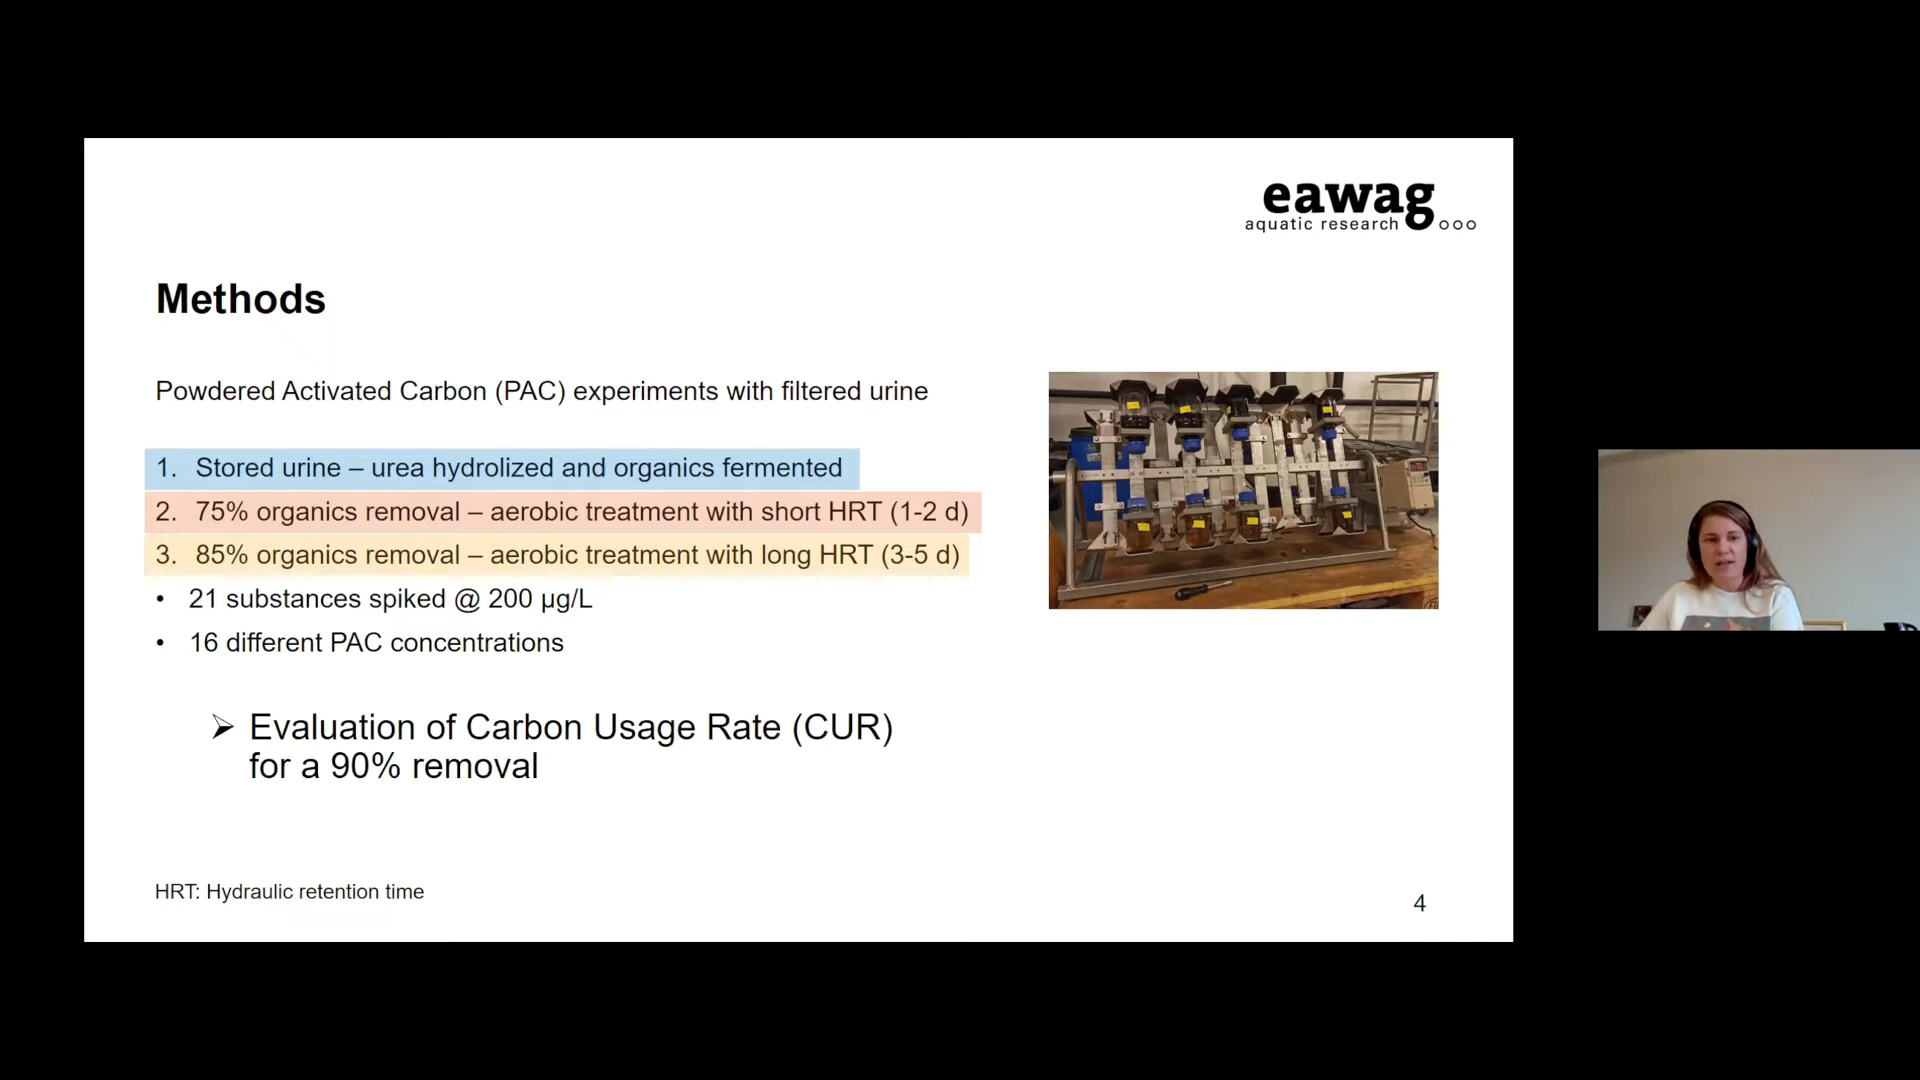 eawag
aquatic research
Methods
Powdered Activated Carbon (PAC) experiments with filtered urine
1. Stored urine – urea hydrolized and organics fermented
2. 75% organics removal – aerobic treatment with short HRT (1-2 d)
3. 85% organics removal – aerobic treatment with long HRT (3-5 d)
• 21 substances spiked @ 200 µg/L
• 16 different PAC concentrations
➢ Evaluation of Carbon Usage Rate (CUR)
for a 90% removal
HRT: Hydraulic retention time
4